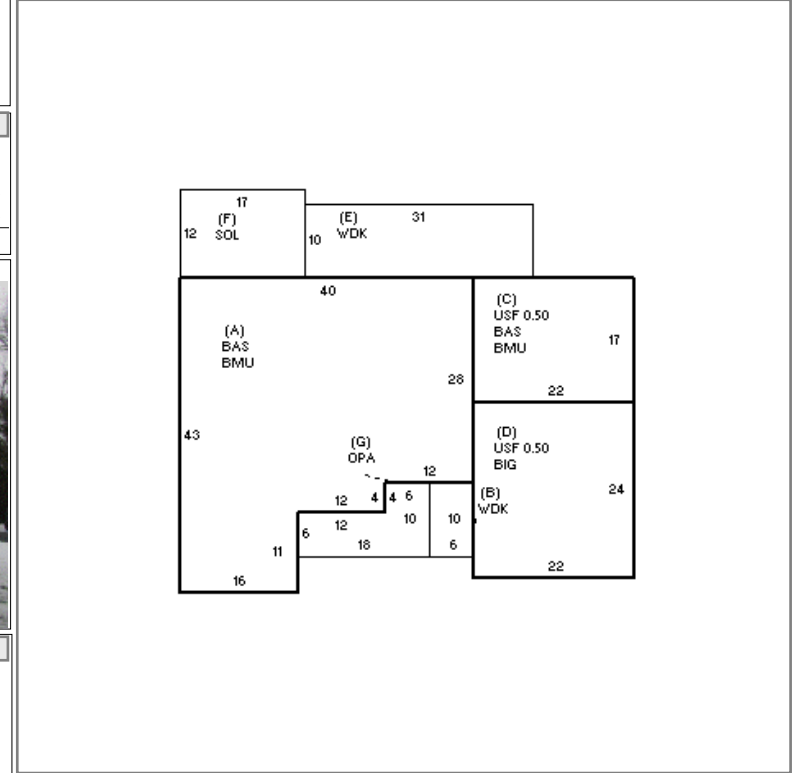 17
(F)
SOL
12
(E)
WDK
31
10
40
(A)
BAS
BMU
(C)
USF 0.50
BAS
BMU
17
28
22
43
(G)
OPA
12
(D)
USF 0.50
BIG
24
12
4
4
6
(B)
WDK
6
12
10
10
11
18
6
16
22